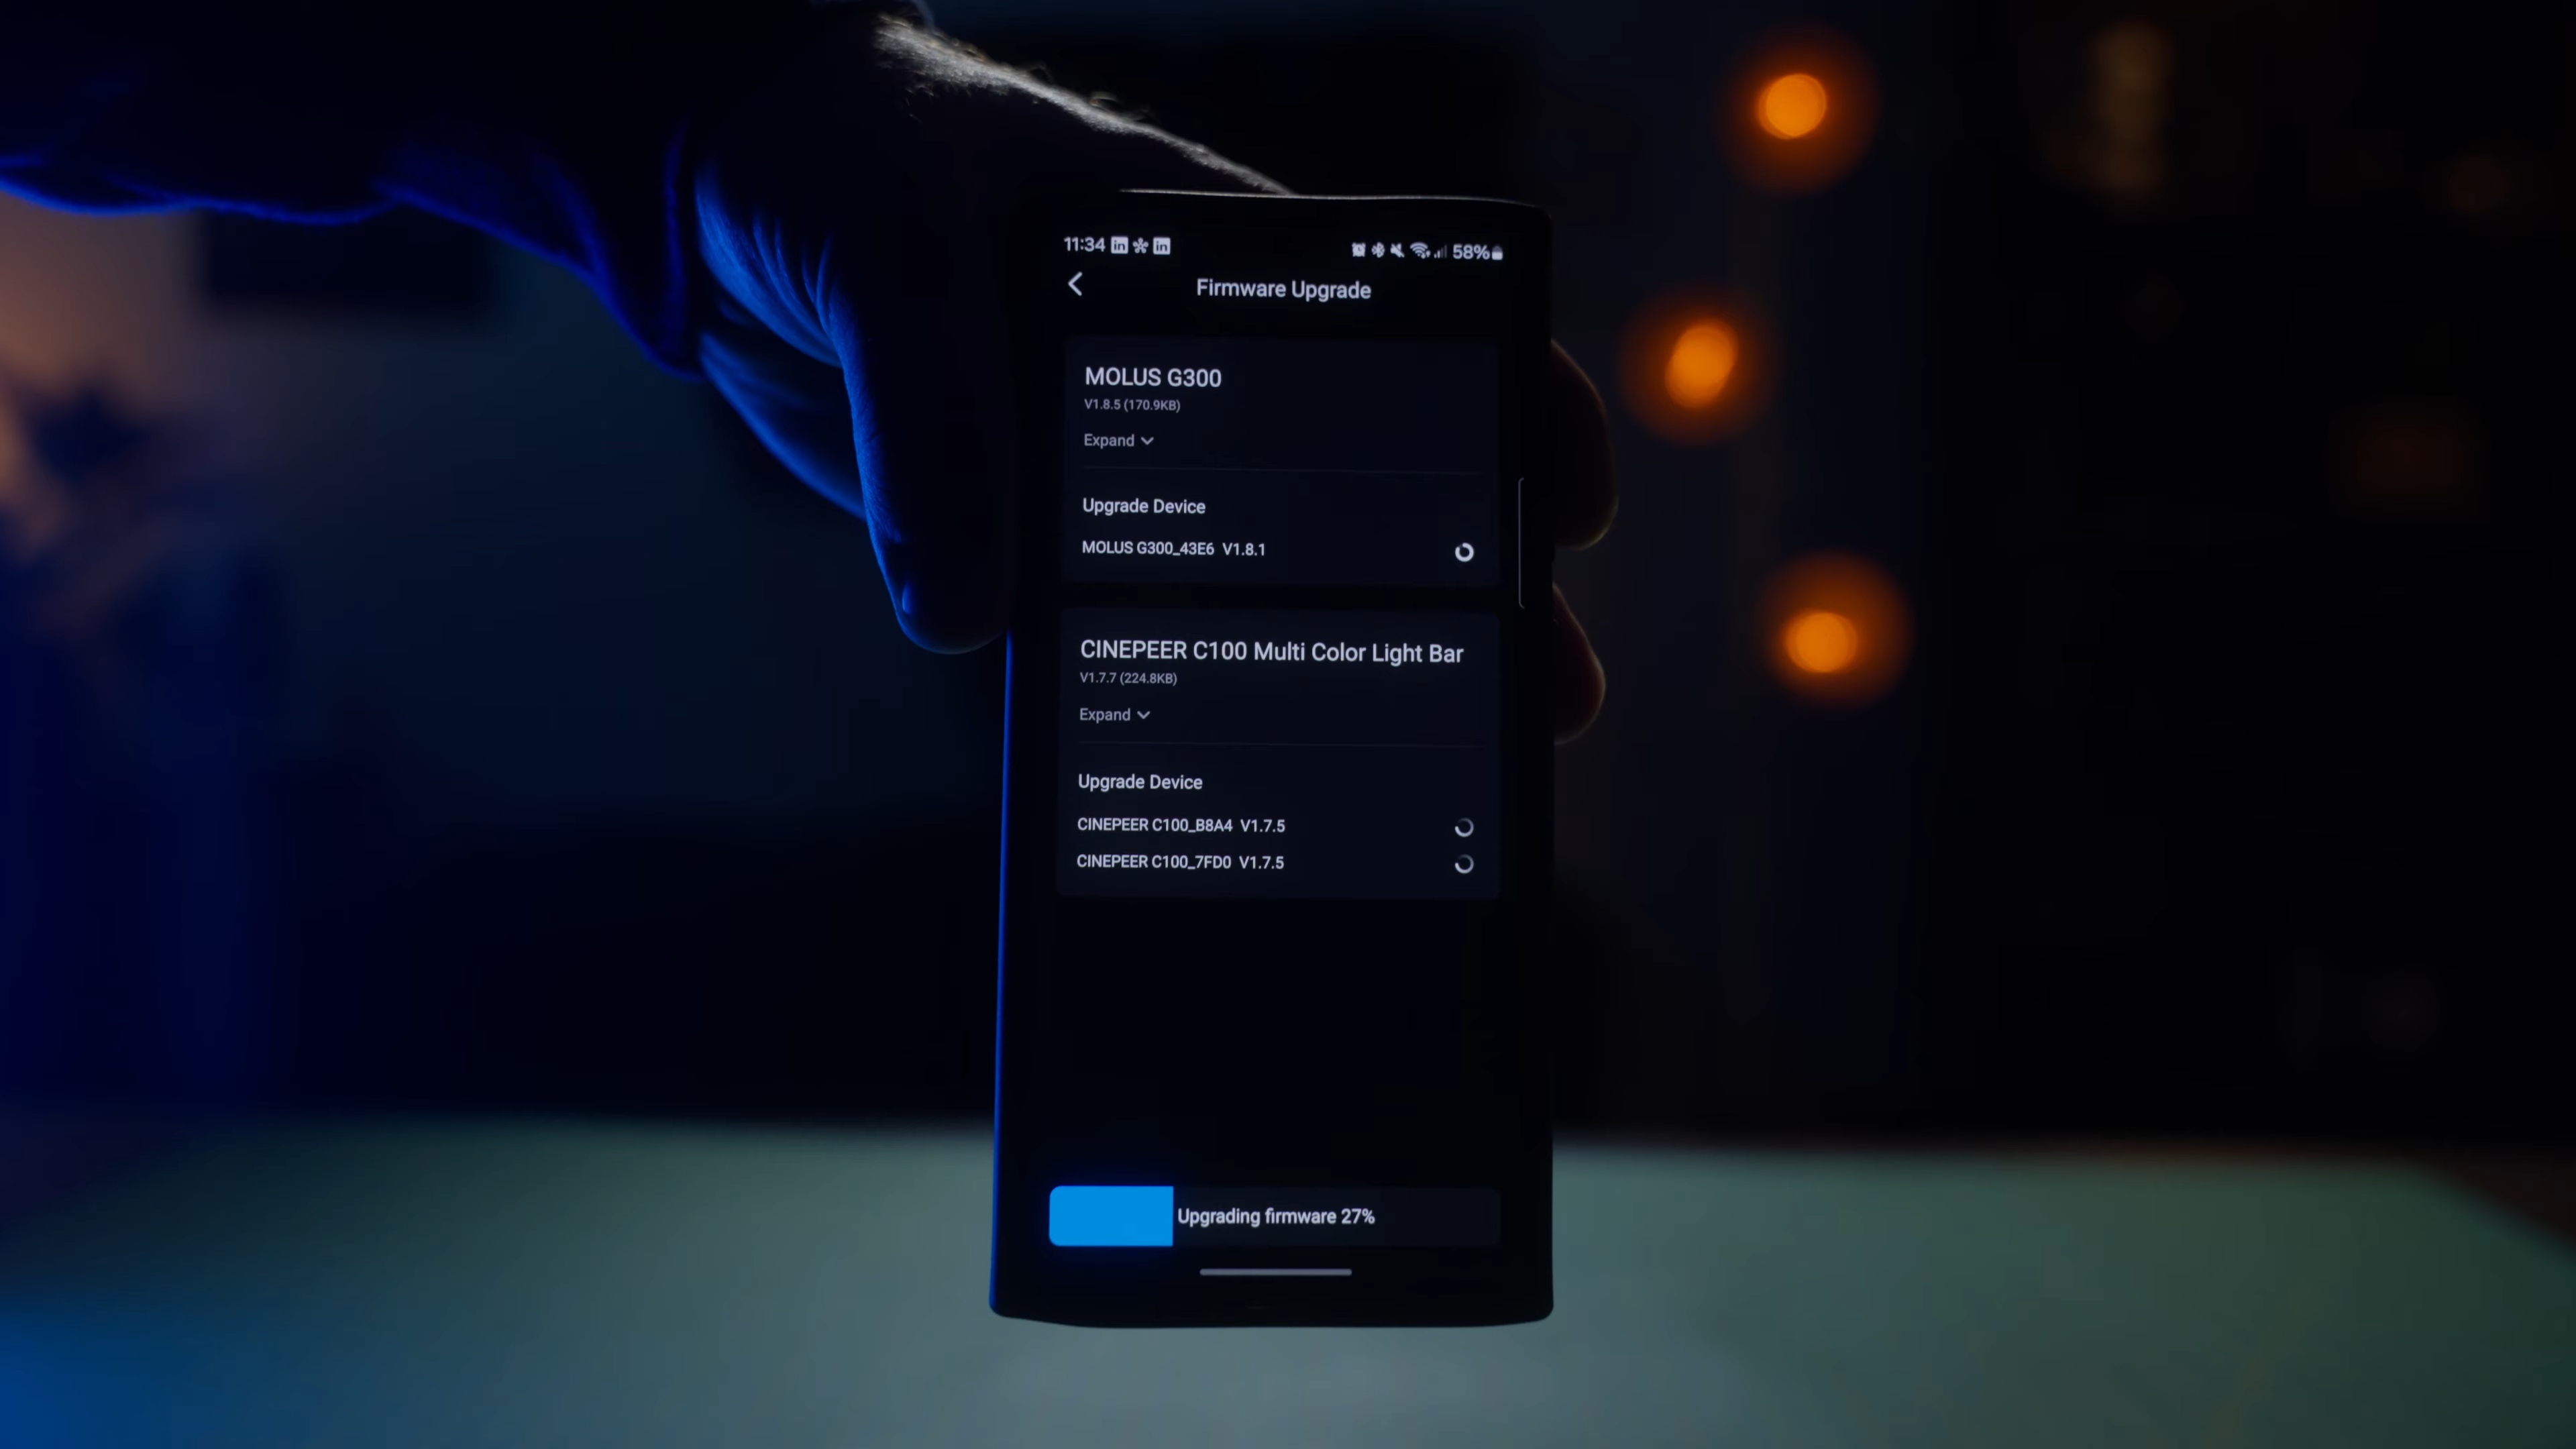 11:34 in in 58%
Firmware Upgrade
MOLUS G300
V1.8.5 (170.9KB)
Expand
Upgrade Device
MOLUS G300_43E6 V1.8.1
CINEPEER C100 Multi Color Light Bar
V1.7.7 (224.8KB)
Expand
Upgrade Device
CINEPEER C100_B8A4 V1.7.5
CINEPEER C100_7FD0 V1.7.5
Upgrading firmware 27%